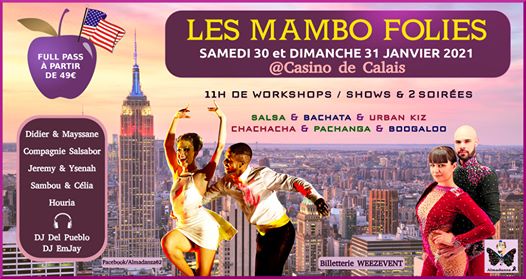 FULL PASS
À PARTIR
DE 49€
LES MAMBO FOLIES
SAMEDI 30 et DIMANCHE 31 JANVIER 2021
@Casino de Calais
11H DE WORKSHOPS / SHOWS & 2 SOIRÉES
SALSA & BACHATA & URBAN KIZ
CHACHACHA & PACHANGA & BOOGALOO
Didier & Mayssane
Compagnie Salsabor
Jeremy & Ysenah
Sambou & Célia
Houria
DJ Del Pueblo
DJ EmJay
Facebook/Almadanza62
Billetterie WEEZEVENT